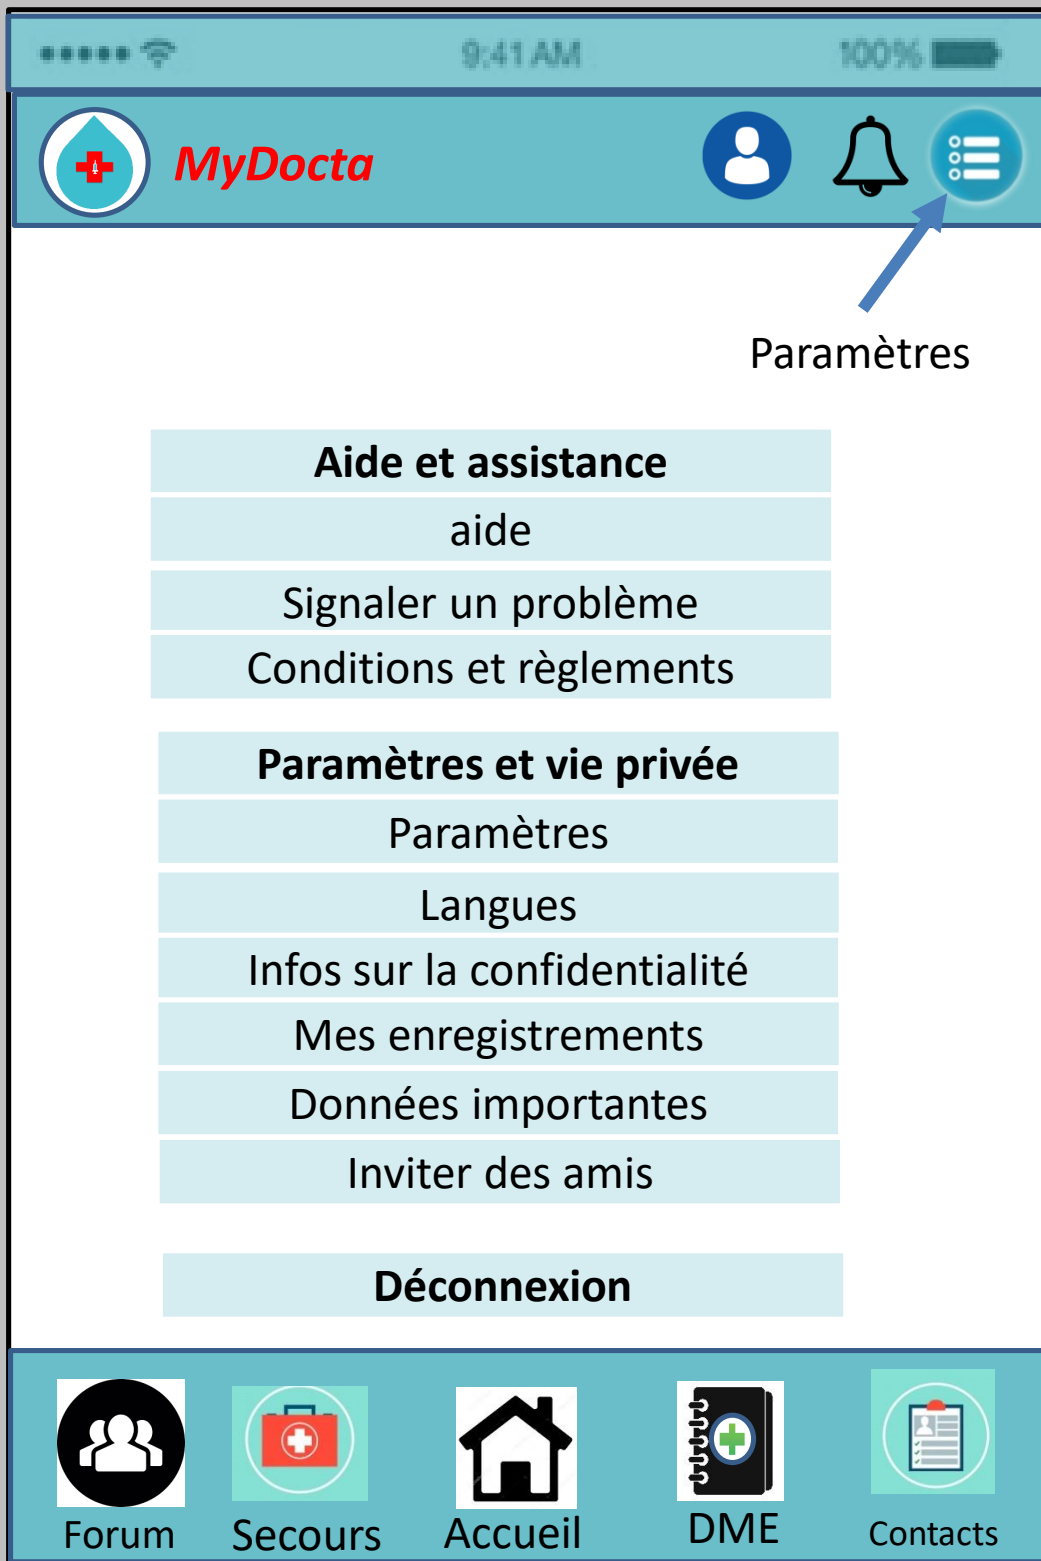 9:41 AM 100%
MyDocta
Paramètres
Aide et assistance
aide
Signaler un problème
Conditions et règlements
Paramètres et vie privée
Paramètres
Langues
Infos sur la confidentialité
Mes enregistrements
Données importantes
Inviter des amis
Déconnexion
Forum Secours Accueil DME Contacts